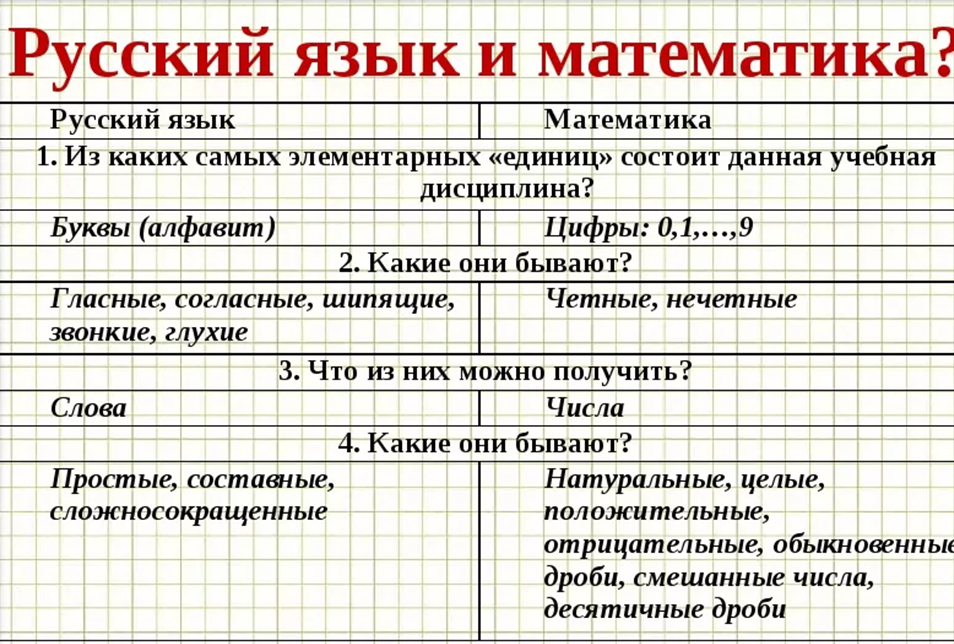 Русский язык и математика?
Русский язык Математика
1. Из каких самых элементарных «единиц» состоит данная учебная
дисциплина?
Буквы (алфавит) Цифры: 0,1,…,9
2. Какие они бывают?
Гласные, согласные, шипящие, Четные, нечетные
звонкие, глухие
3. Что из них можно получить?
Слова Числа
4. Какие они бывают?
Простые, составные, Натуральные, целые,
сложносокращенные положительные,
отрицательные, обыкновенные
дроби, смешанные числа,
десятичные дроби